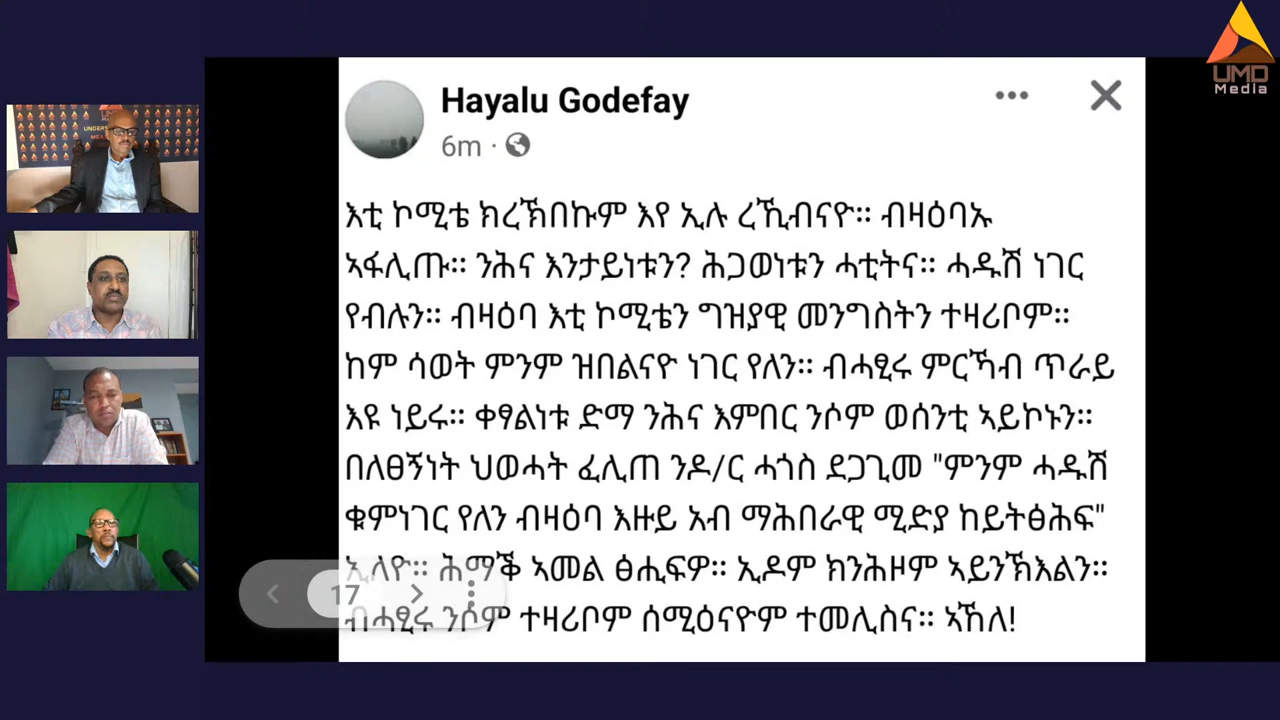 UMD
Media
Hayalu Godefay
6m
እቲ ኮሚቴ ክረኽበኩም እየ ኢሉ ረኺብናዮ። ብዛዕባኡ
ኣፋሊጡ። ንሕና እንታይነቱን? ሕጋወነቱን ሓቲትና። ሓዱሽ ነገር
የብሉን። ብዛዕባ እቲ ኮሚቴን ግዝያዊ መንግስትን ተዛሪቦም።
ከም ሳወት ምንም ዝበልናዮ ነገር የለን። ብሓፂሩ ምርኻብ ጥራይ
እዩ ነይሩ። ቀፃልነቱ ድማ ንሕና እምበር ንሶም ወሰንቲ ኣይኮኑን።
በለፀኝነት ህወሓት ፈሊጠ ንዶ/ር ሓጎስ ደጋጊመ "ምንም ሓዱሽ
ቁምነገር የለን ብዛዕባ እዙይ አብ ማሕበራዊ ሚድያ ከይትፅሕፍ"
ኢለዮ። ሕማቕ ኣመል ፅሒፍዎ። ኢዶም ክንሕዞም ኣይንኽእልን።
ብሓፂሩ ንሶም ተዛሪቦም ሰሚዕናዮም ተመሊስና። ኣኸለ!
17